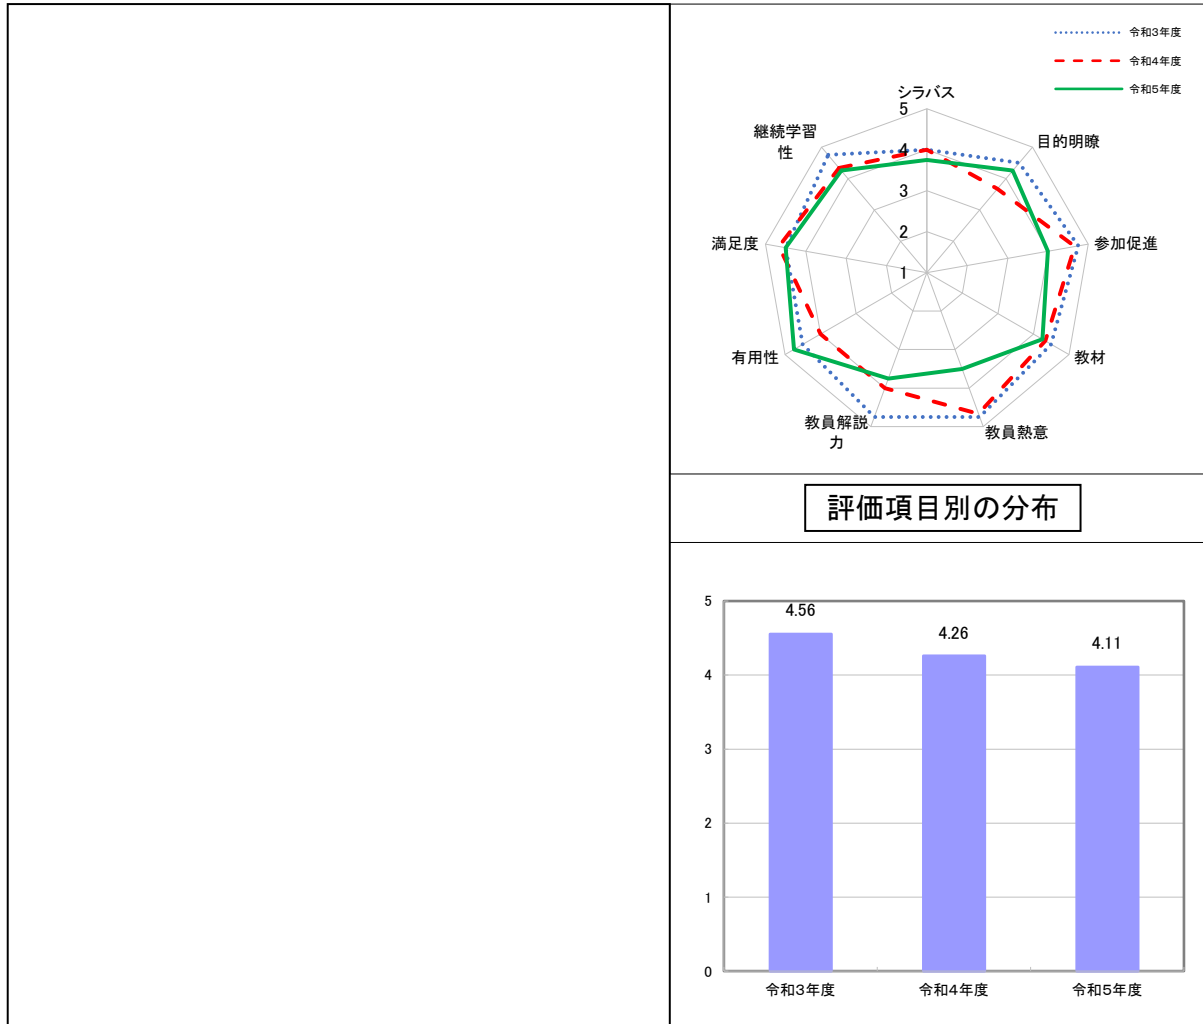 令和3年度
令和4年度
令和5年度
シラバス
5
4
3
2
1
目的明瞭
参加促進
教材
教員熱意
教員解説
力
有用性
満足度
継続学習
性
評価項目別の分布
5
4
3
2
1
0
4.56
4.26
4.11
令和3年度
令和4年度
令和5年度